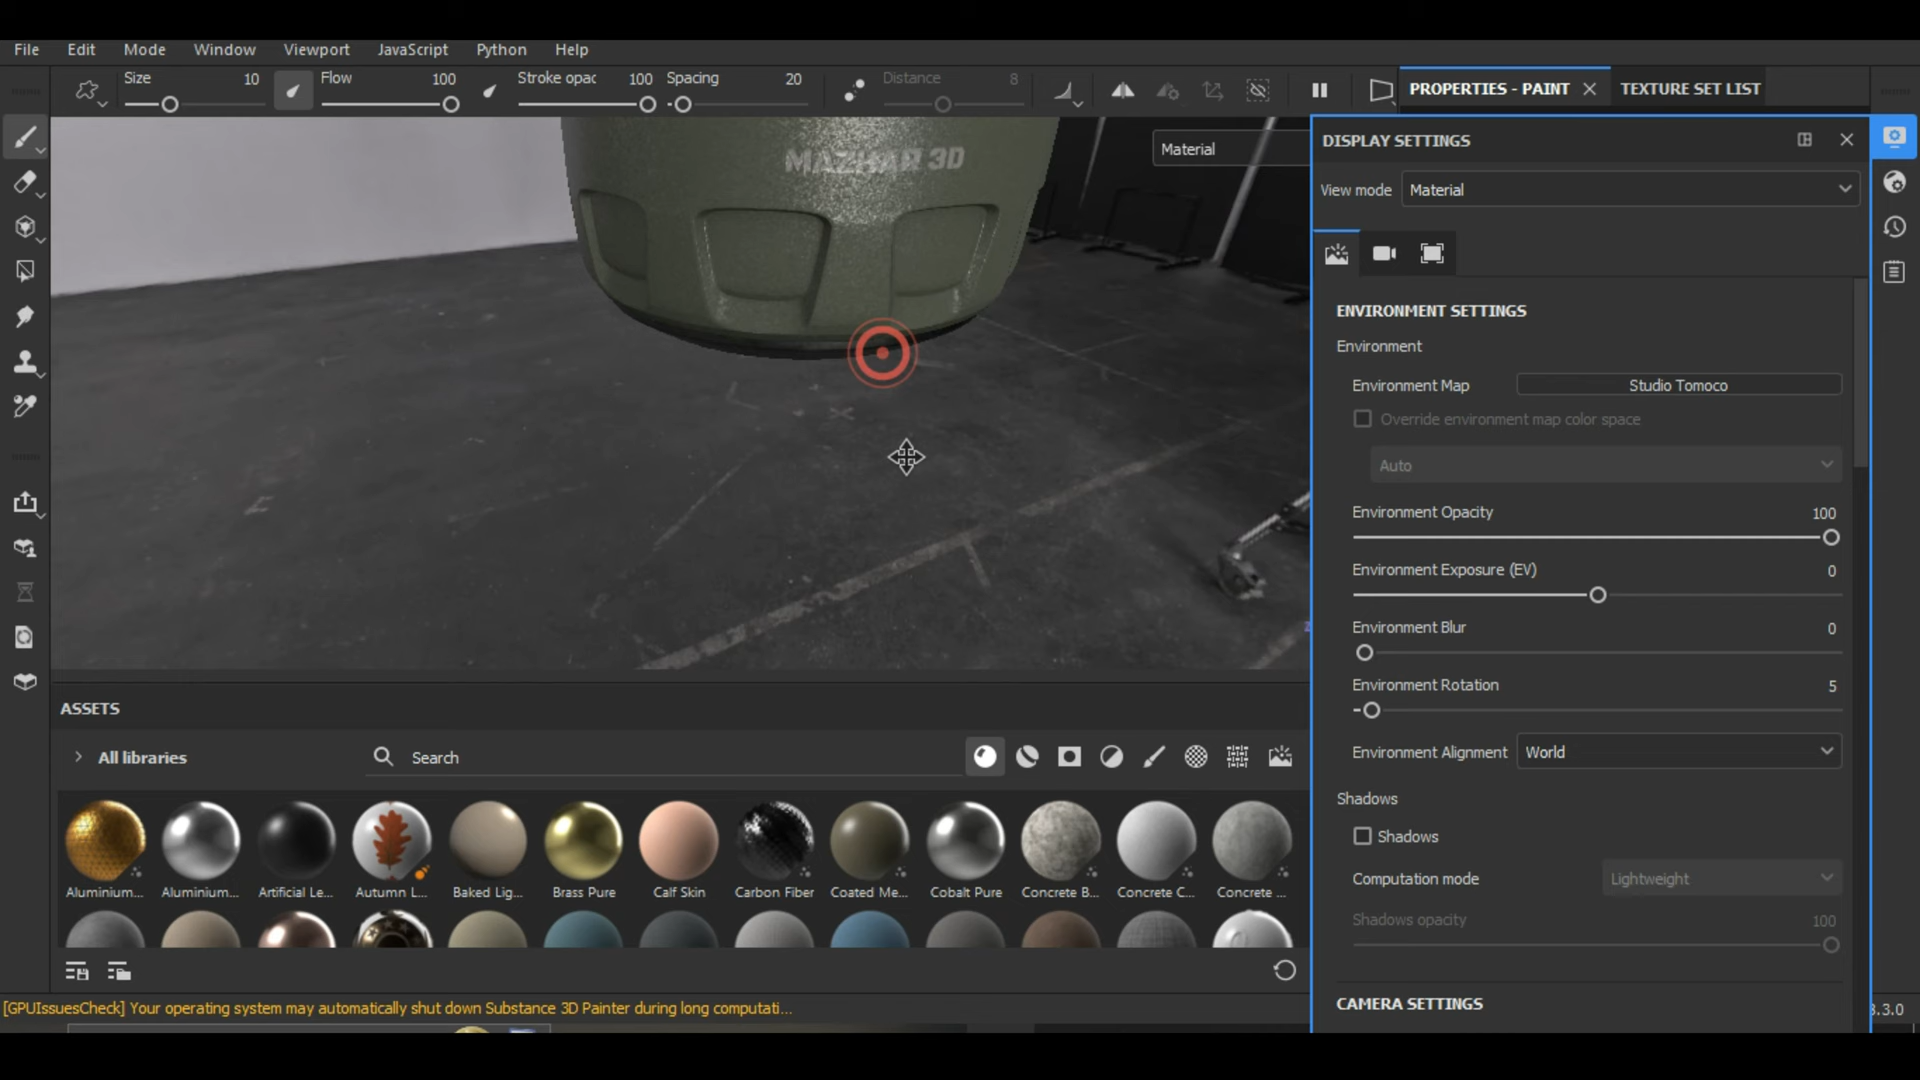 File Edit Mode Window Viewport JavaScript Python Help
Size 10 Flow 100 Stroke opac 100 Spacing 20 Distance 8
PROPERTIES - PAINT TEXTURE SET LIST
MAZHAR 3D
Material
DISPLAY SETTINGS
View mode Material
ENVIRONMENT SETTINGS
Environment
Environment Map Studio Tomoco
Override environment map color space
Auto
Environment Opacity 100
Environment Exposure (EV) 0
Environment Blur 0
Environment Rotation 5
Environment Alignment World
Shadows
Shadows
Computation mode Lightweight
Shadows opacity 100
CAMERA SETTINGS
ASSETS
All libraries Search
Aluminium... Aluminium... Artificial Le... Autumn L... Baked Lig... Brass Pure Calf Skin Carbon Fiber Coated Me... Cobalt Pure Concrete B... Concrete C... Concrete ...
[GPUIssuesCheck] Your operating system may automatically shut down Substance 3D Painter during long computati...
3.3.0